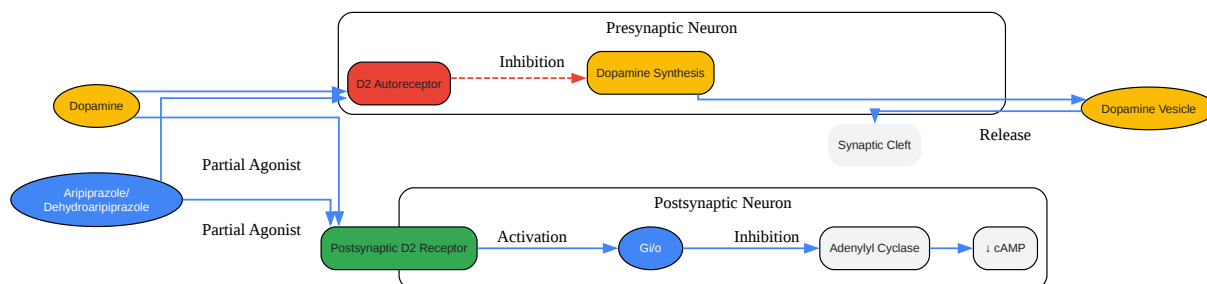 Presynaptic Neuron
Inhibition
D2 Autoreceptor
Dopamine Synthesis
Dopamine
Dopamine Vesicle
Release
Synaptic Cleft
Partial Agonist
Aripiprazole/
Dehydroaripiprazole
Postsynaptic Neuron
Partial Agonist
Activation
Inhibition
Postsynaptic D2 Receptor
Gi/o
Adenylyl Cyclase
↓ cAMP